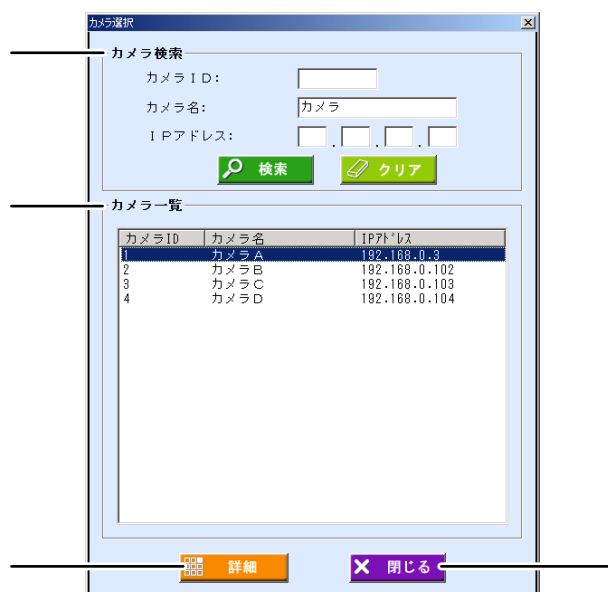 カメラ選択
カメラ検索
カメラＩＤ:
カメラ名: カメラ
ＩＰアドレス: . . .
検索 クリア
カメラ一覧
カメラID カメラ名 IPｱﾄﾞﾚｽ
1 カメラＡ 192.168.0.3
2 カメラＢ 192.168.0.102
3 カメラＣ 192.168.0.103
4 カメラＤ 192.168.0.104
詳細 閉じる